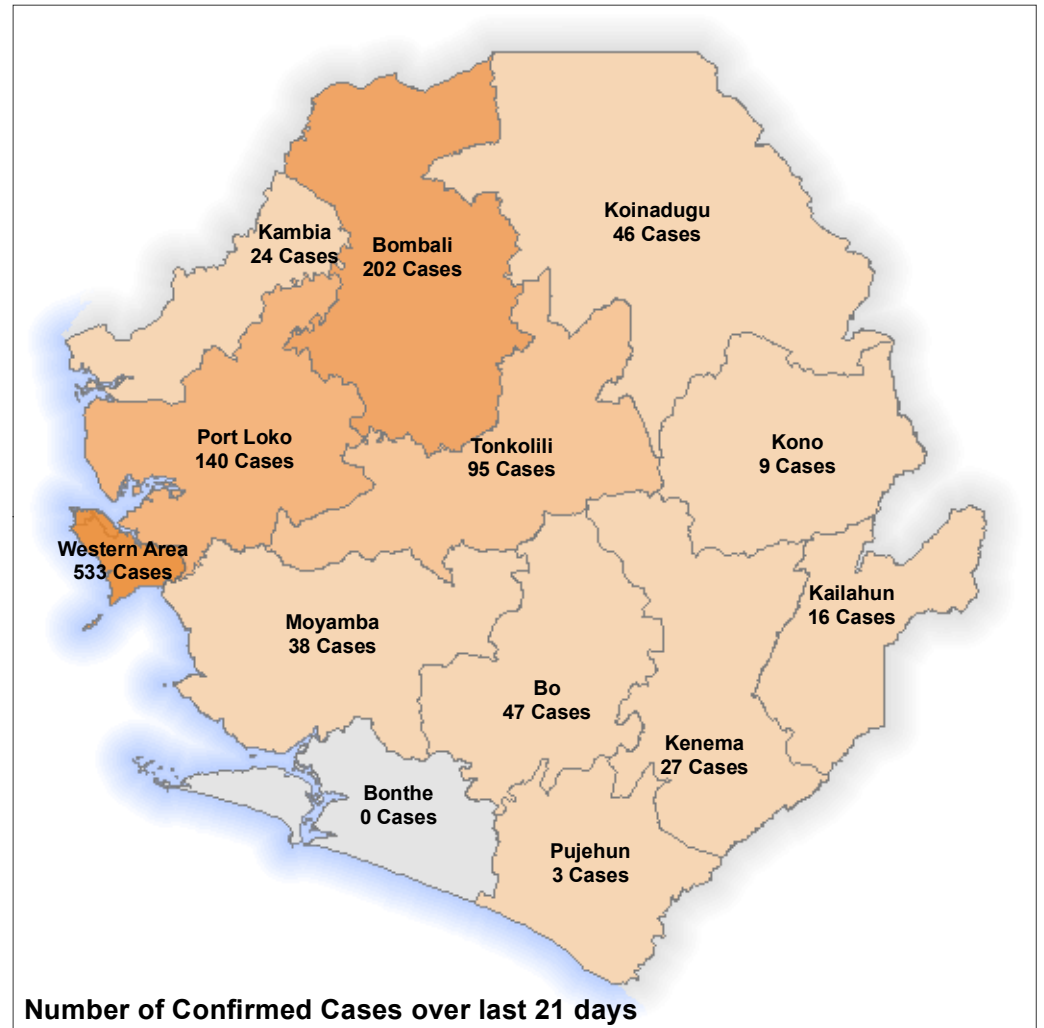 Koinadugu
46 Cases
Kambia
24 Cases
Bombali
202 Cases
Port Loko
140 Cases
Tonkolili
95 Cases
Kono
9 Cases
Western Area
533 Cases
Kailahun
16 Cases
Moyamba
38 Cases
Bo
47 Cases
Kenema
27 Cases
Bonthe
0 Cases
Pujehun
3 Cases
Number of Confirmed Cases over last 21 days